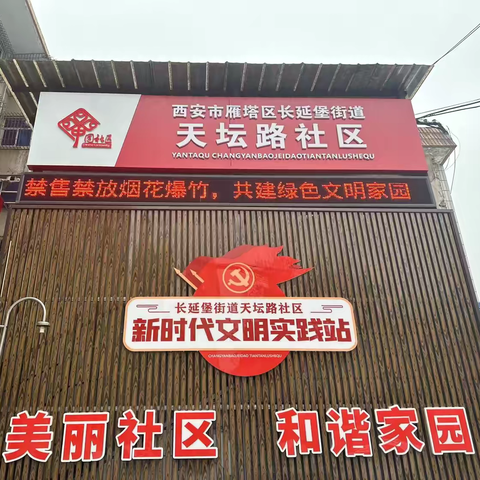 西安市雁塔区长延堡街道
天坛路社区
YANTAQU CHANGYANBAOJIEDAOTIANTANLUSHEQU
禁售禁放烟花爆竹，共建绿色文明家园
长延堡街道天坛路社区
新时代文明实践站
美丽社区 和谐家园